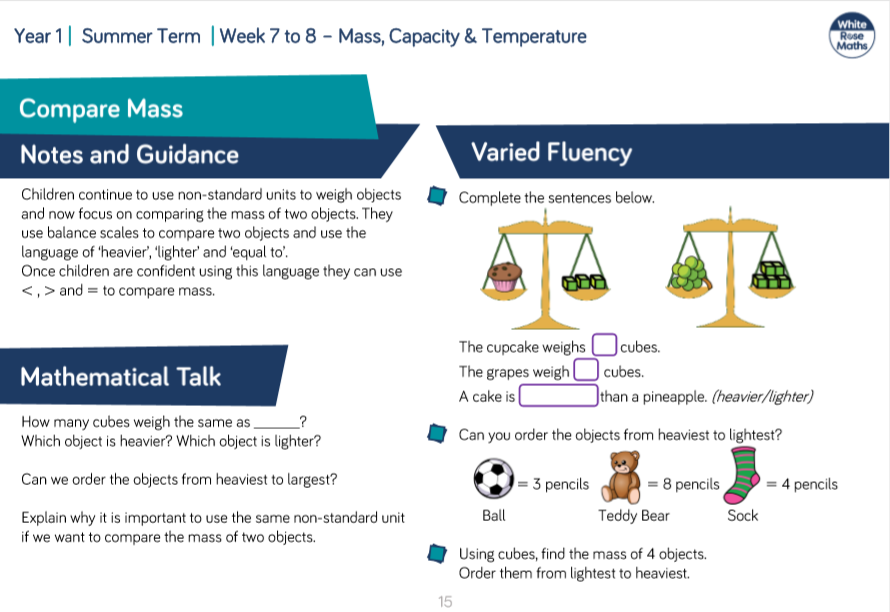 Year 1 | Summer Term | Week 7 to 8 – Mass, Capacity & Temperature
White
Rose
Maths
Compare Mass
Notes and Guidance
Children continue to use non-standard units to weigh objects
and now focus on comparing the mass of two objects. They
use balance scales to compare two objects and use the
language of ‘heavier’, ‘lighter’ and ‘equal to’.
Once children are confident using this language they can use
< , > and = to compare mass.
Mathematical Talk
How many cubes weigh the same as ______?
Which object is heavier? Which object is lighter?
Can we order the objects from heaviest to largest?
Explain why it is important to use the same non-standard unit
if we want to compare the mass of two objects.
Varied Fluency
Complete the sentences below.
The cupcake weighs cubes.
The grapes weigh cubes.
A cake is than a pineapple. (heavier/lighter)
Can you order the objects from heaviest to lightest?
= 3 pencils = 8 pencils = 4 pencils
Ball Teddy Bear Sock
Using cubes, find the mass of 4 objects.
Order them from lightest to heaviest.
15